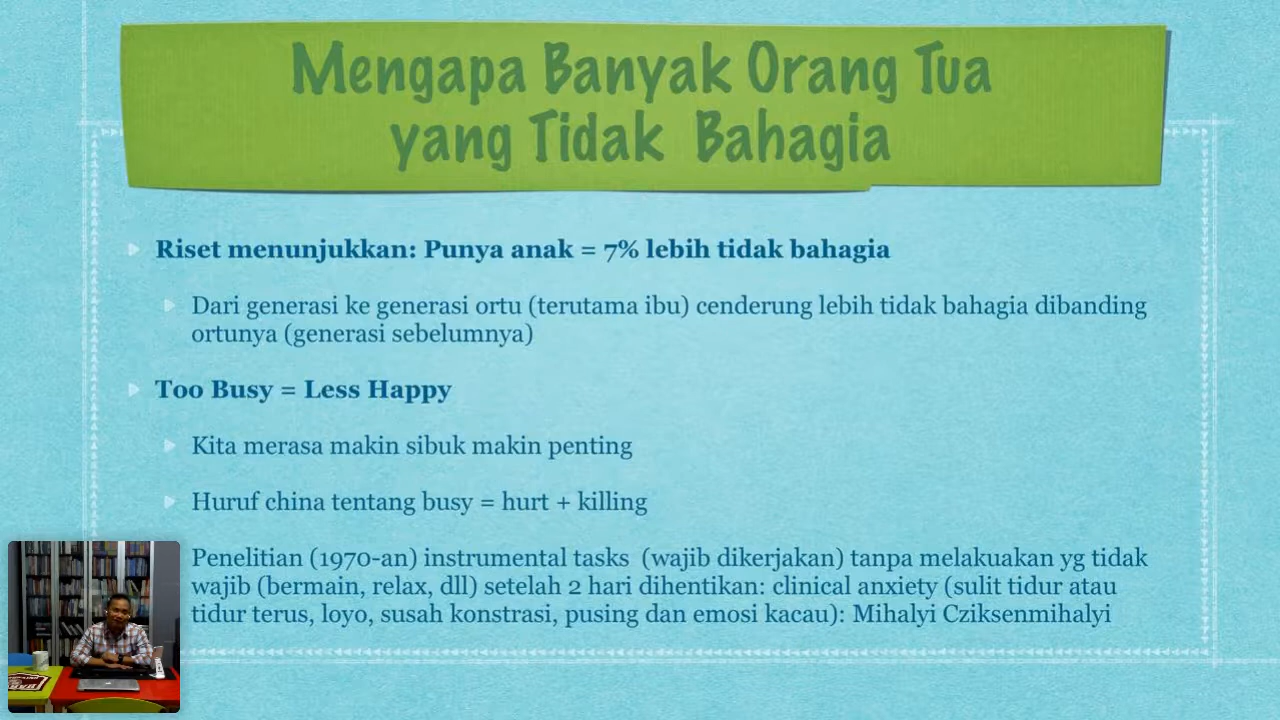 Mengapa Banyak Orang Tua
yang Tidak Bahagia
Riset menunjukkan: Punya anak = 7% lebih tidak bahagia
Dari generasi ke generasi ortu (terutama ibu) cenderung lebih tidak bahagia dibanding
ortunya (generasi sebelumnya)
Too Busy = Less Happy
Kita merasa makin sibuk makin penting
Huruf china tentang busy = hurt + killing
Penelitian (1970-an) instrumental tasks (wajib dikerjakan) tanpa melakuakan yg tidak
wajib (bermain, relax, dll) setelah 2 hari dihentikan: clinical anxiety (sulit tidur atau
tidur terus, loyo, susah konstrasi, pusing dan emosi kacau): Mihalyi Cziksenmihalyi